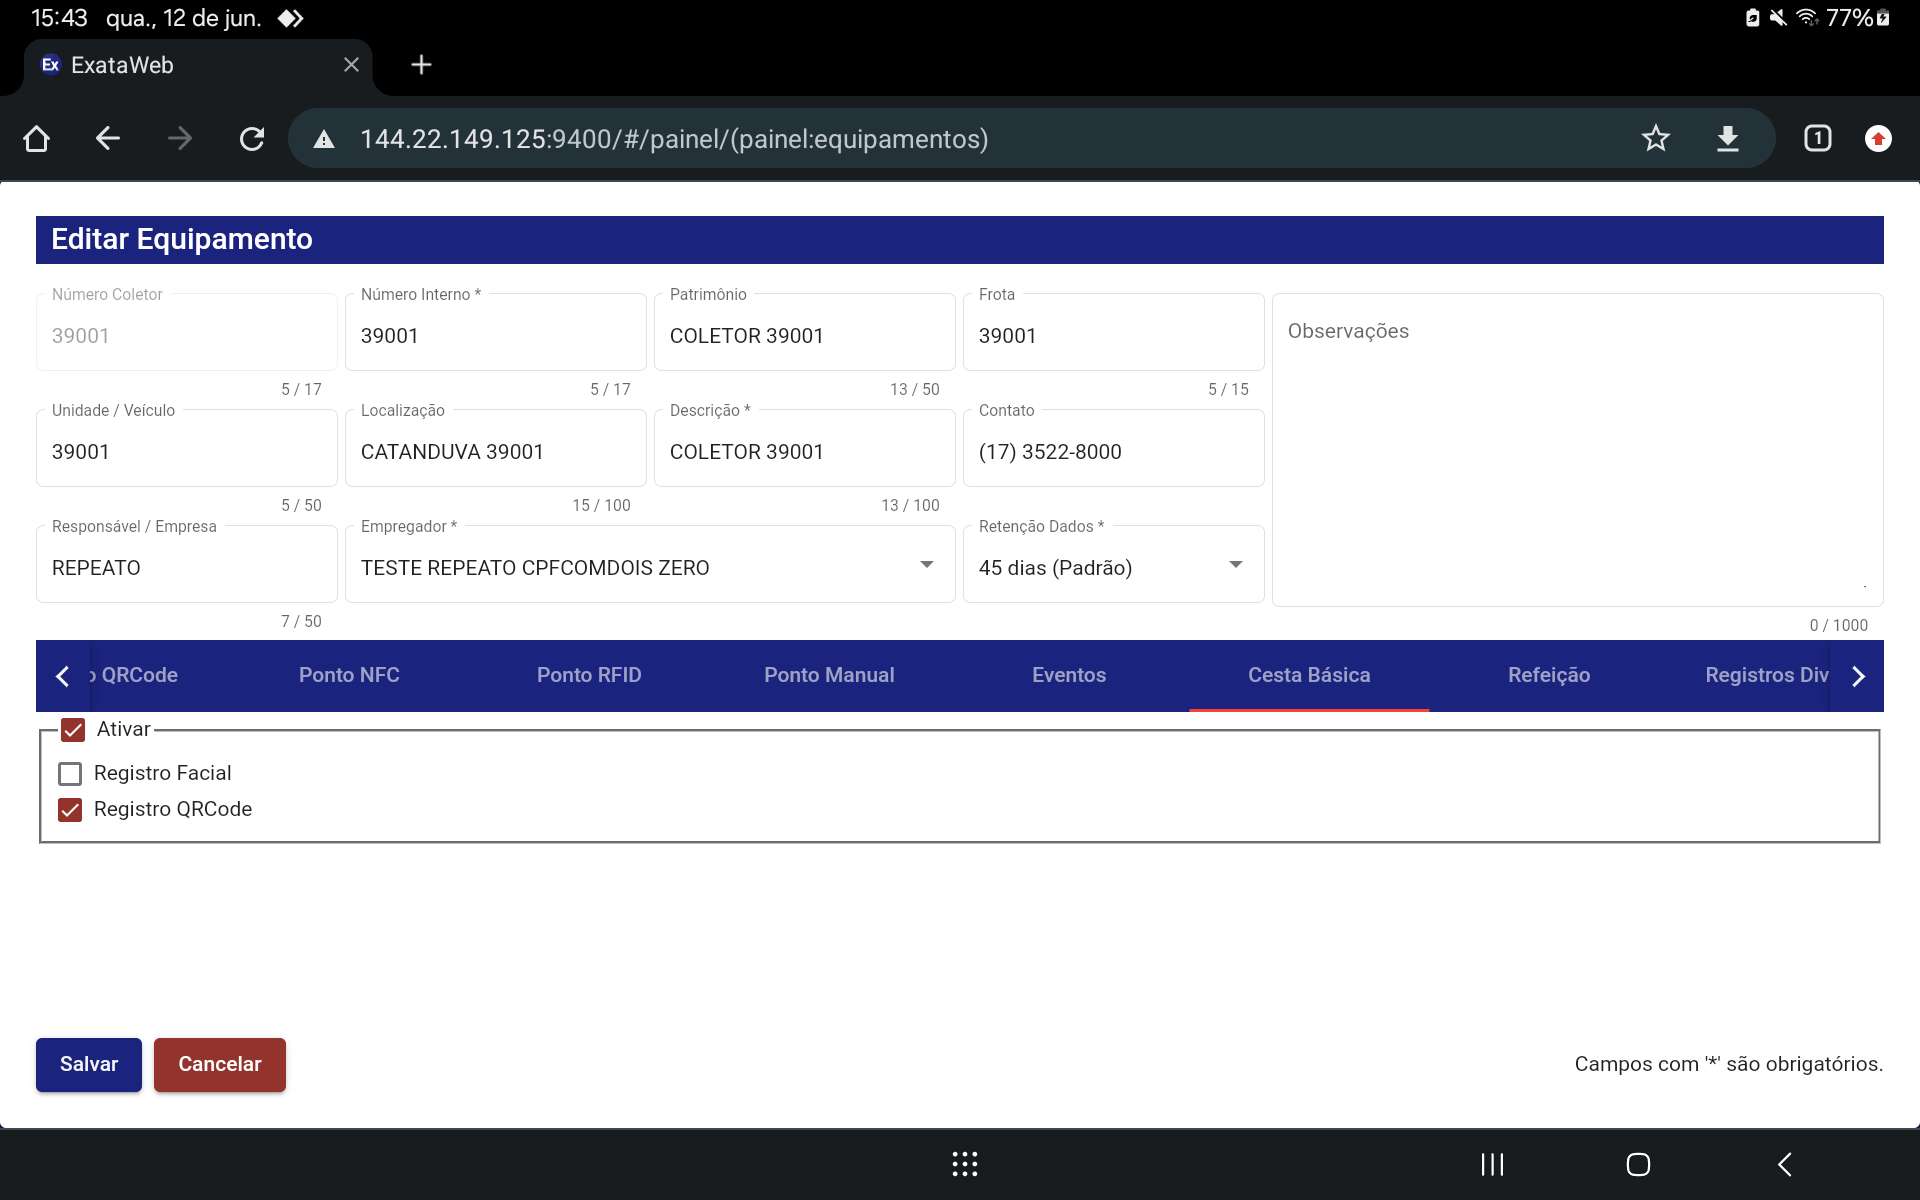 15:43 qua., 12 de jun. 77%
Ex ExataWeb
144.22.149.125:9400/#/painel/(painel:equipamentos) 1
Editar Equipamento
Número Coletor Número Interno * Patrimônio Frota
39001 39001 COLETOR 39001 39001 Observações
5 / 17 5 / 17 13 / 50 5 / 15
Unidade / Veículo Localização Descrição * Contato
39001 CATANDUVA 39001 COLETOR 39001 (17) 3522-8000
5 / 50 15 / 100 13 / 100
Responsável / Empresa Empregador * Retenção Dados *
REPEATO TESTE REPEATO CPFCOMDOIS ZERO 45 dias (Padrão)
7 / 50 0 / 1000
o QRCode Ponto NFC Ponto RFID Ponto Manual Eventos Cesta Básica Refeição Registros Div
Ativar
Registro Facial
Registro QRCode
Salvar Cancelar Campos com '*' são obrigatórios.